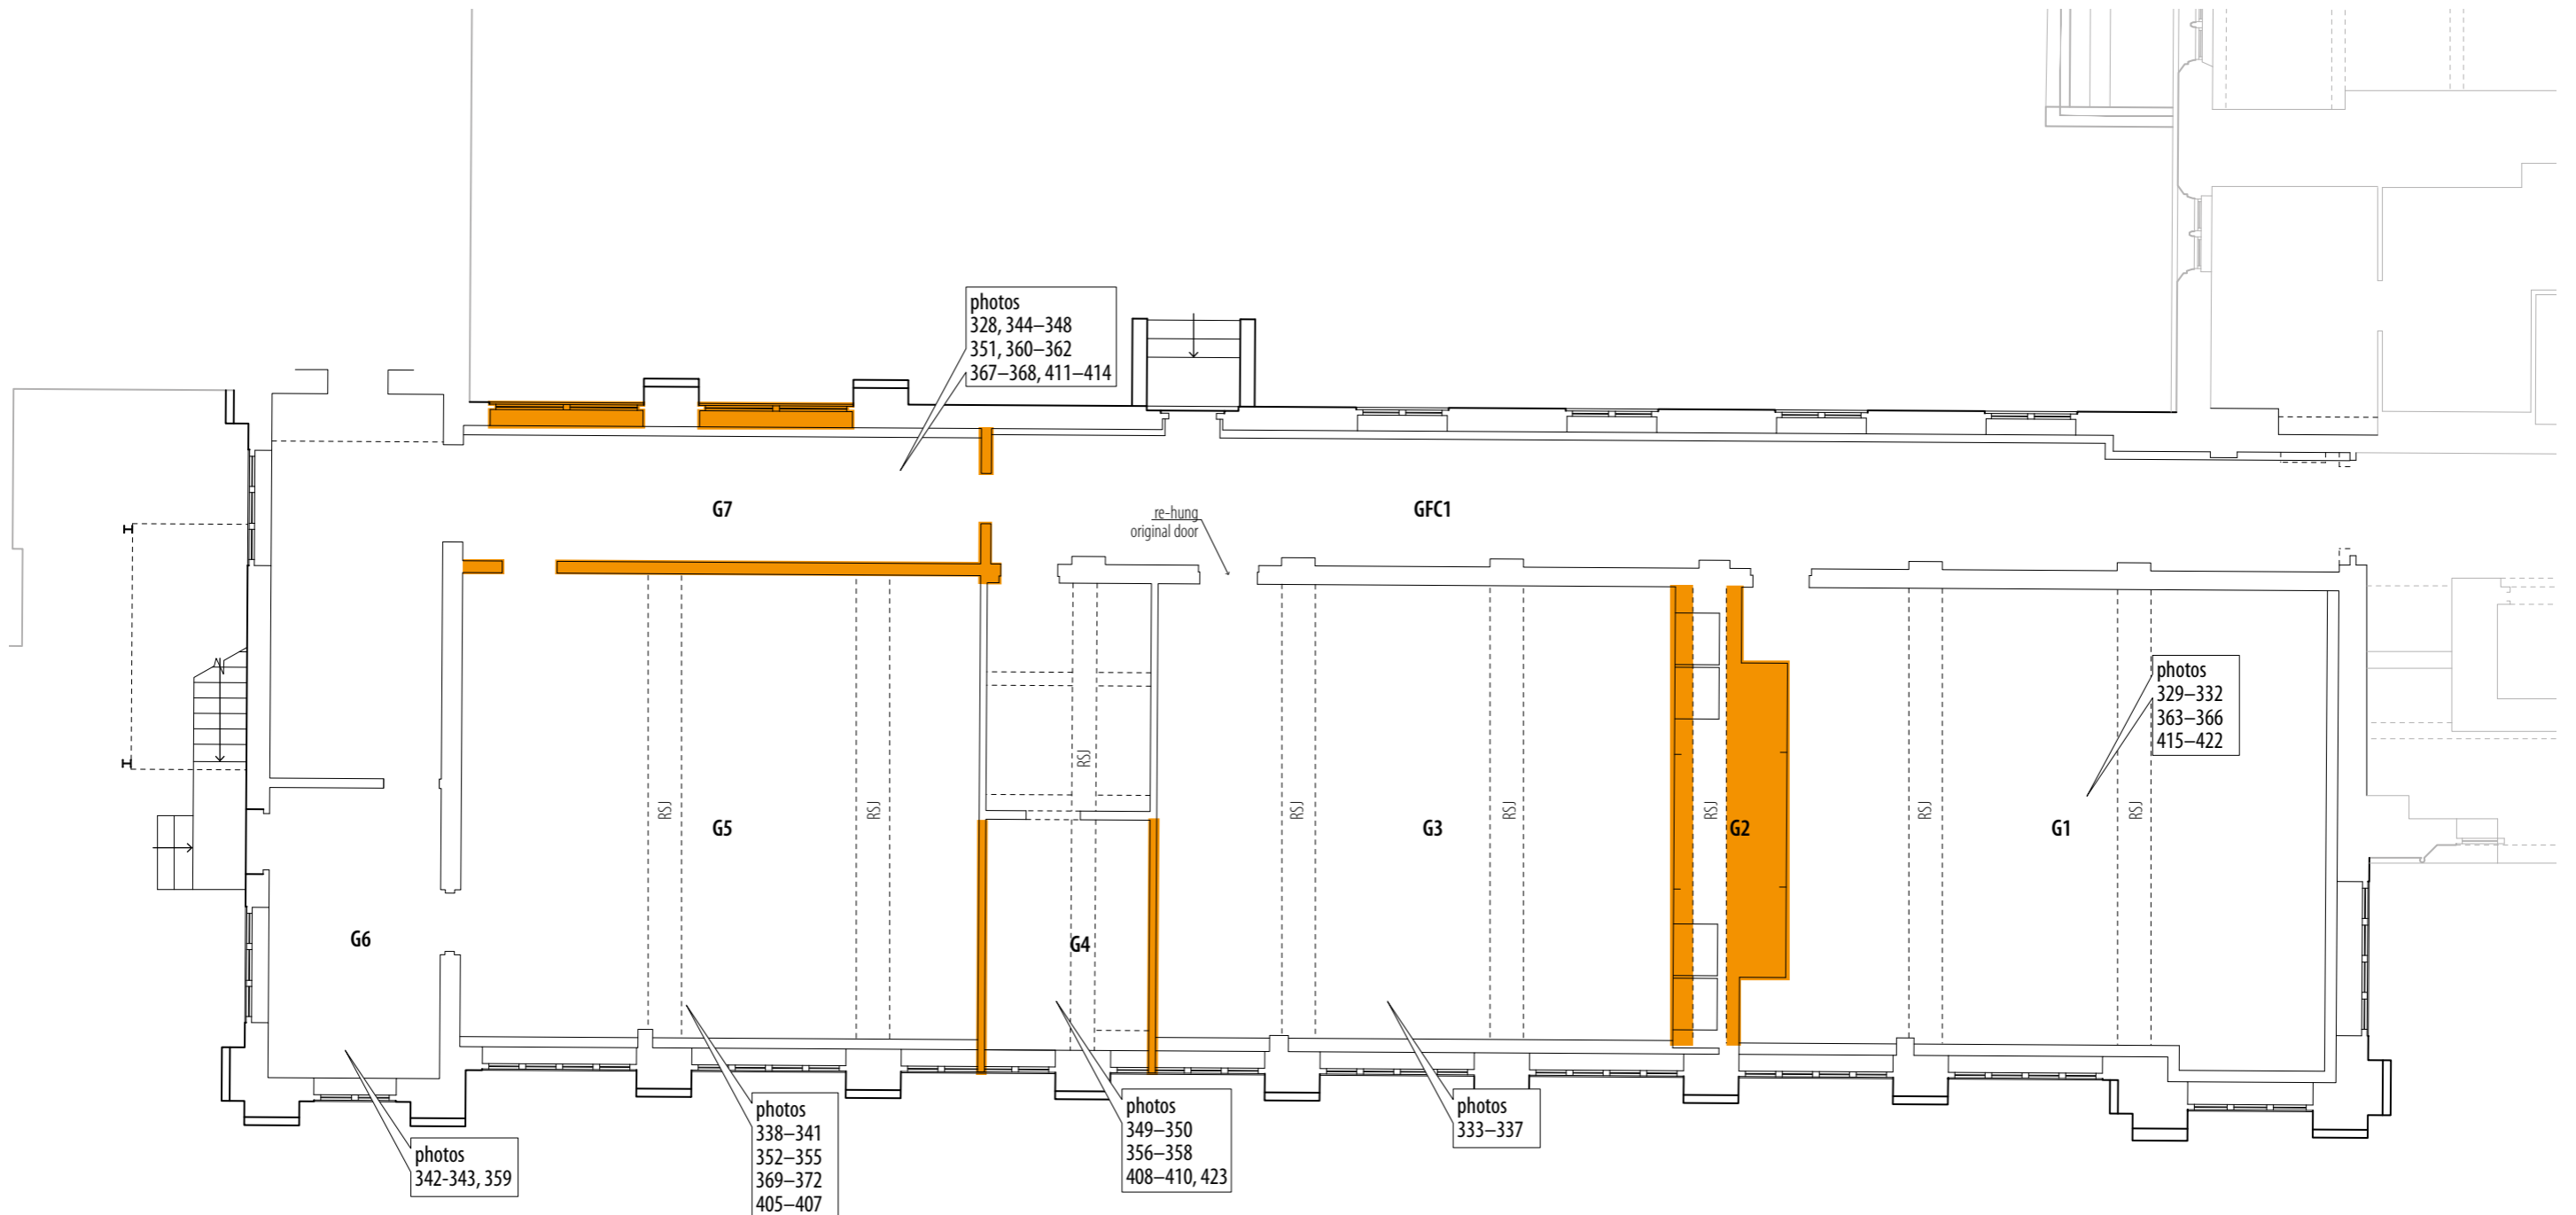 photos
328, 344–348
351, 360–362
367–368, 411–414
G7
GFC1
re-hung
original door
photos
329–332
363–366
415–422
RSJ
RSJ
RSJ
RSJ
RSJ
RSJ
RSJ
RSJ
G5
G3
G2
G1
G6
G4
photos
342-343, 359
photos
338–341
352–355
369–372
405–407
photos
349–350
356–358
408–410, 423
photos
333–337